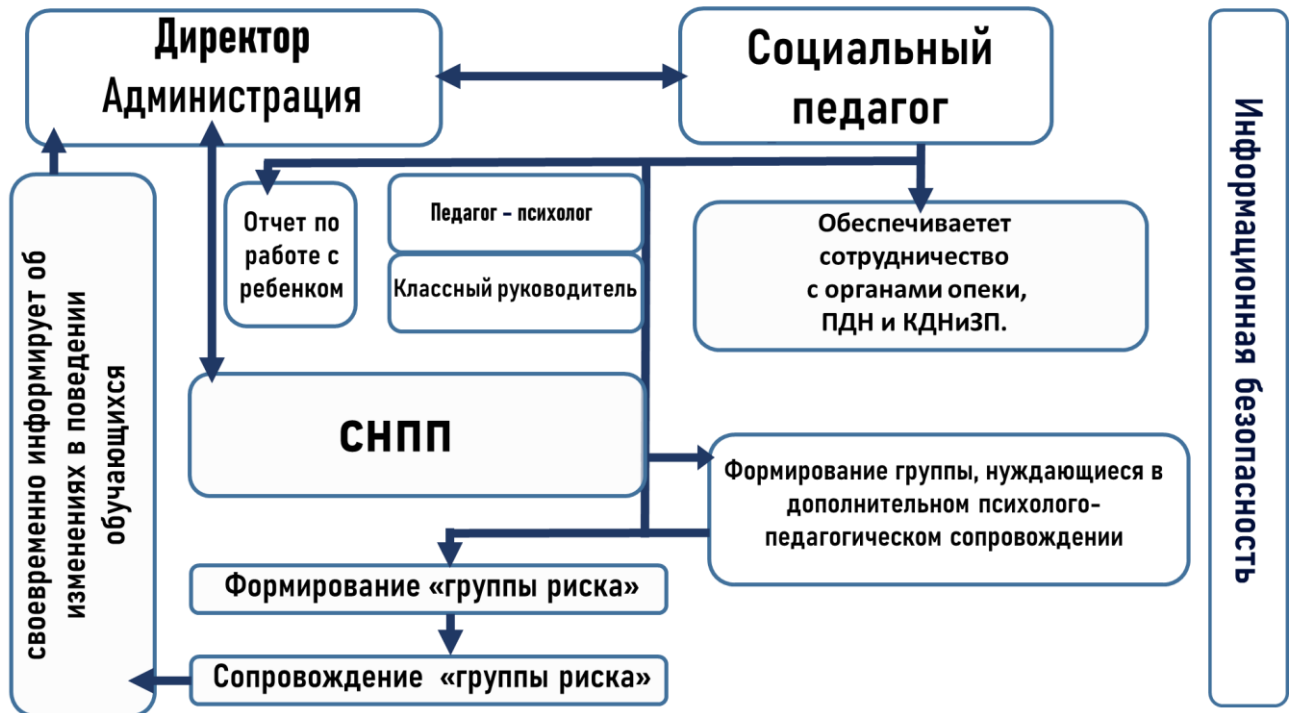 Директор
Администрация
Социальный
педагог
Отчет по
работе с
ребенком
Педагог – психолог
Классный руководитель
Обеспечиваетет
сотрудничество
с органами опеки,
ПДН и КДНиЗП.
своевременно информирует об
изменениях в поведении
обучающихся
СНПП
Формирование группы, нуждающиеся в
дополнительном психолого-
педагогическом сопровождении
Формирование «группы риска»
Сопровождение «группы риска»
Информационная безопасность